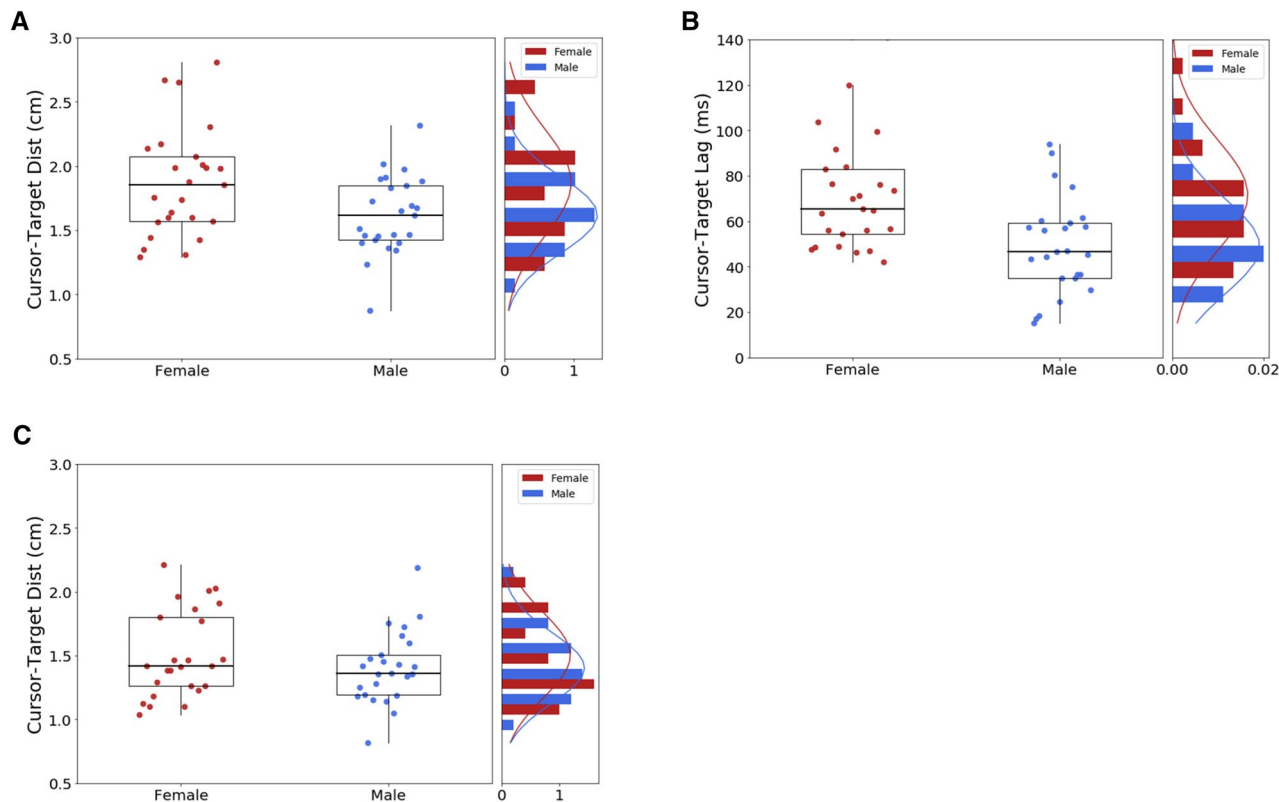 A
Cursor-Target Dist (cm)
3.0
2.5
2.0
1.5
1.0
0.5
Female
Male
Female
Male
0
1
B
Cursor-Target Lag (ms)
140
120
100
80
60
40
20
0
Female
Male
Female
Male
0.00
0.02
C
Cursor-Target Dist (cm)
3.0
2.5
2.0
1.5
1.0
0.5
Female
Male
Female
Male
0
1